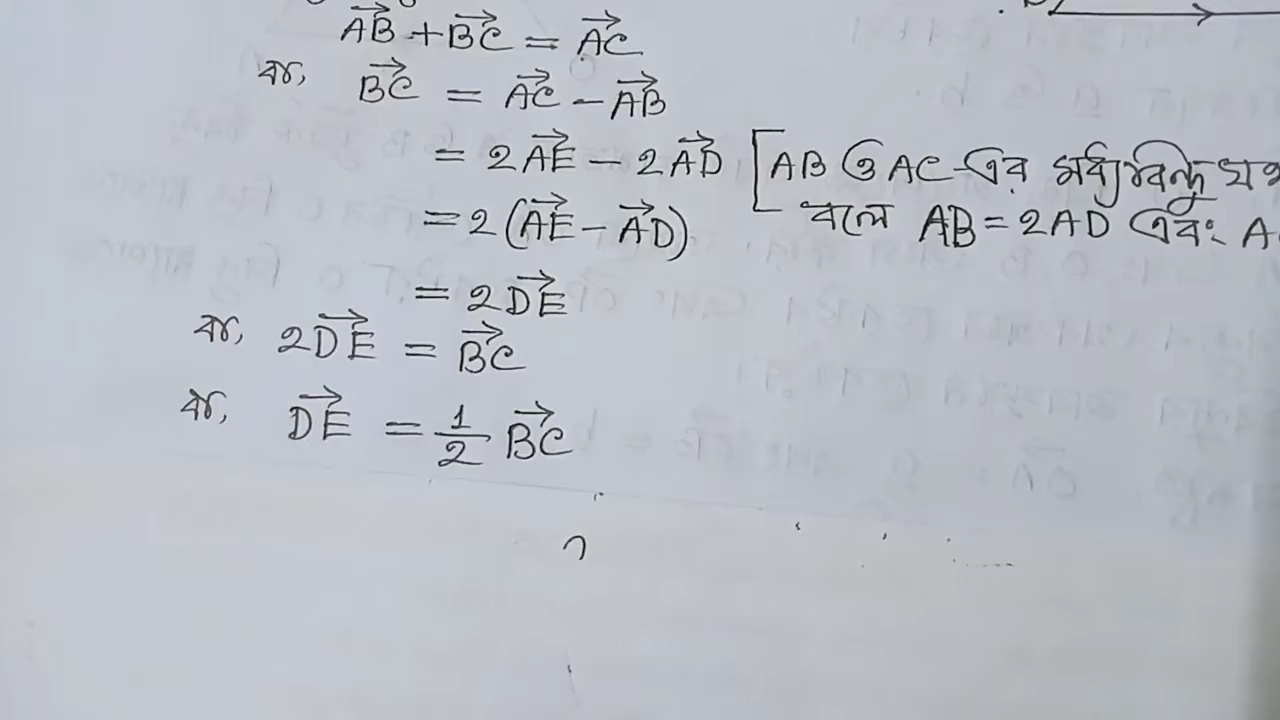 AB→ + BC→ = AC→
বা, BC→ = AC→ − AB→
= 2AE→ − 2AD→ [AB ও AC-এর মধ্যবিন্দু
= 2(AE→ − AD→) বলে AB = 2AD এবং
= 2DE→
বা, 2DE→ = BC→
বা, DE→ = 1/2 BC→